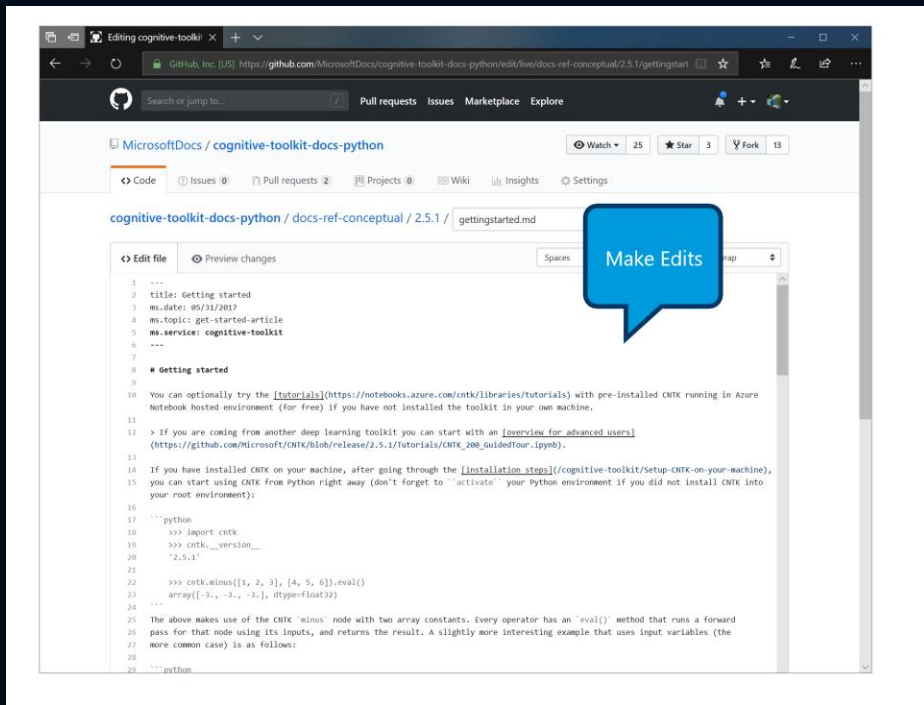 Editing cognitive-toolki
GitHub, Inc. [US] https://github.com/MicrosoftDocs/cognitive-toolkit-docs-python/edit/live/docs-ref-conceptual/2.5.1/gettingstart
Search or jump to...
Pull requests Issues Marketplace Explore
MicrosoftDocs / cognitive-toolkit-docs-python
Watch 25 Star 3 Fork 13
Code Issues 0 Pull requests 2 Projects 0 Wiki Insights Settings
cognitive-toolkit-docs-python / docs-ref-conceptual / 2.5.1 / gettingstarted.md
Make Edits
<> Edit file Preview changes Spaces
1 ---
2 title: Getting started
3 ms.date: 05/31/2017
4 ms.topic: get-started-article
5 ms.service: cognitive-toolkit
6 ---
7
8 # Getting started
9
10 You can optionally try the [tutorials](https://notebooks.azure.com/cntk/libraries/tutorials) with pre-installed CNTK running in Azure
Notebook hosted environment (for free) if you have not installed the toolkit in your own machine.
11
12 > If you are coming from another deep learning toolkit you can start with an [overview for advanced users]
(https://github.com/Microsoft/CNTK/blob/release/2.5.1/Tutorials/CNTK_200_GuidedTour.ipynb).
13
14 If you have installed CNTK on your machine, after going through the [installation steps](/cognitive-toolkit/Setup-CNTK-on-your-machine),
15 you can start using CNTK from Python right away (don't forget to ``activate`` your Python environment if you did not install CNTK into
your root environment):
16
17 ```python
18 >>> import cntk
19 >>> cntk.__version__
20 '2.5.1'
21
22 >>> cntk.minus([1, 2, 3], [4, 5, 6]).eval()
23 array([-3., -3., -3.], dtype=float32)
24 ```
25 The above makes use of the CNTK `minus` node with two array constants. Every operator has an `eval()` method that runs a forward
26 pass for that node using its inputs, and returns the result. A slightly more interesting example that uses input variables (the
27 more common case) is as follows:
28
29 ```python